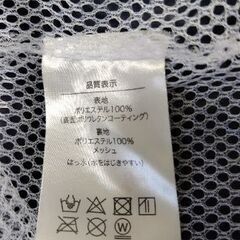 品質表示
表地
ポリエステル100%
(裏面:ポリウレタンコーティング)
裏地
ポリエステル100%
メッシュ
はっ水(水をはじきやすい)